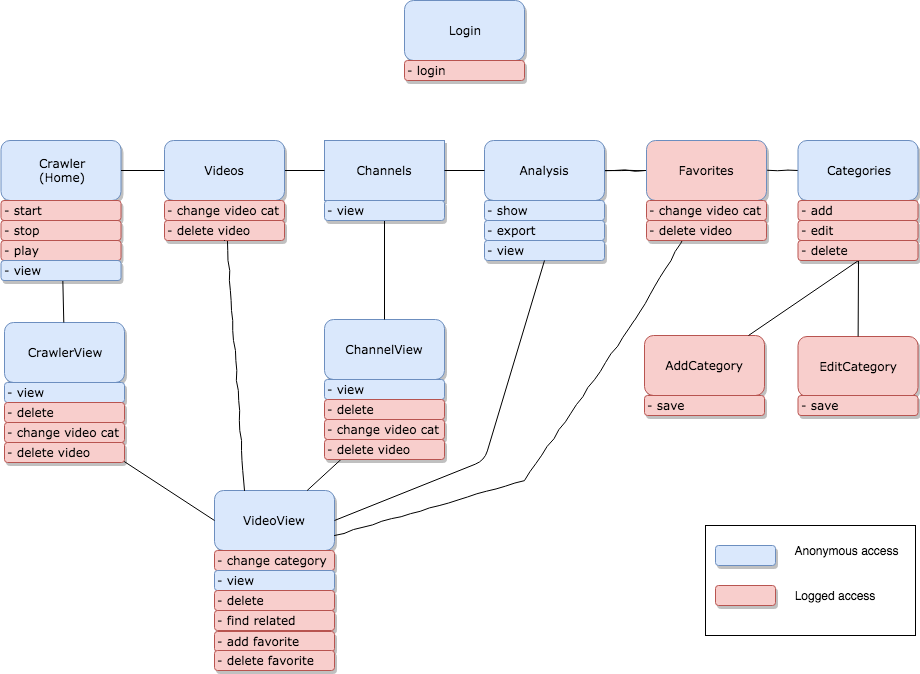 Login
- login
Crawler
(Home)
- start
- stop
- play
- view
Videos
- change video cat
- delete video
Channels
- view
Analysis
- show
- export
- view
Favorites
- change video cat
- delete video
Categories
- add
- edit
- delete
CrawlerView
- view
- delete
- change video cat
- delete video
ChannelView
- view
- delete
- change video cat
- delete video
AddCategory
- save
EditCategory
- save
VideoView
- change category
- view
- delete
- find related
- add favorite
- delete favorite
Anonymous access
Logged access